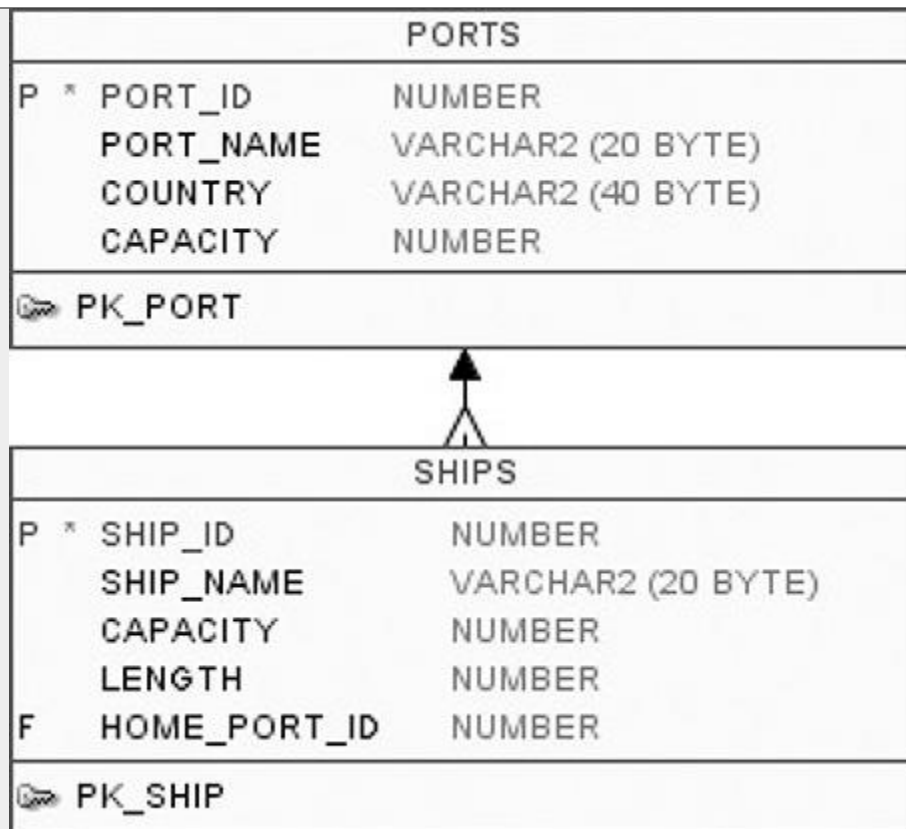 PORTS
P * PORT_ID NUMBER
PORT_NAME VARCHAR2 (20 BYTE)
COUNTRY VARCHAR2 (40 BYTE)
CAPACITY NUMBER
PK_PORT
SHIPS
P * SHIP_ID NUMBER
SHIP_NAME VARCHAR2 (20 BYTE)
CAPACITY NUMBER
LENGTH NUMBER
F HOME_PORT_ID NUMBER
PK_SHIP